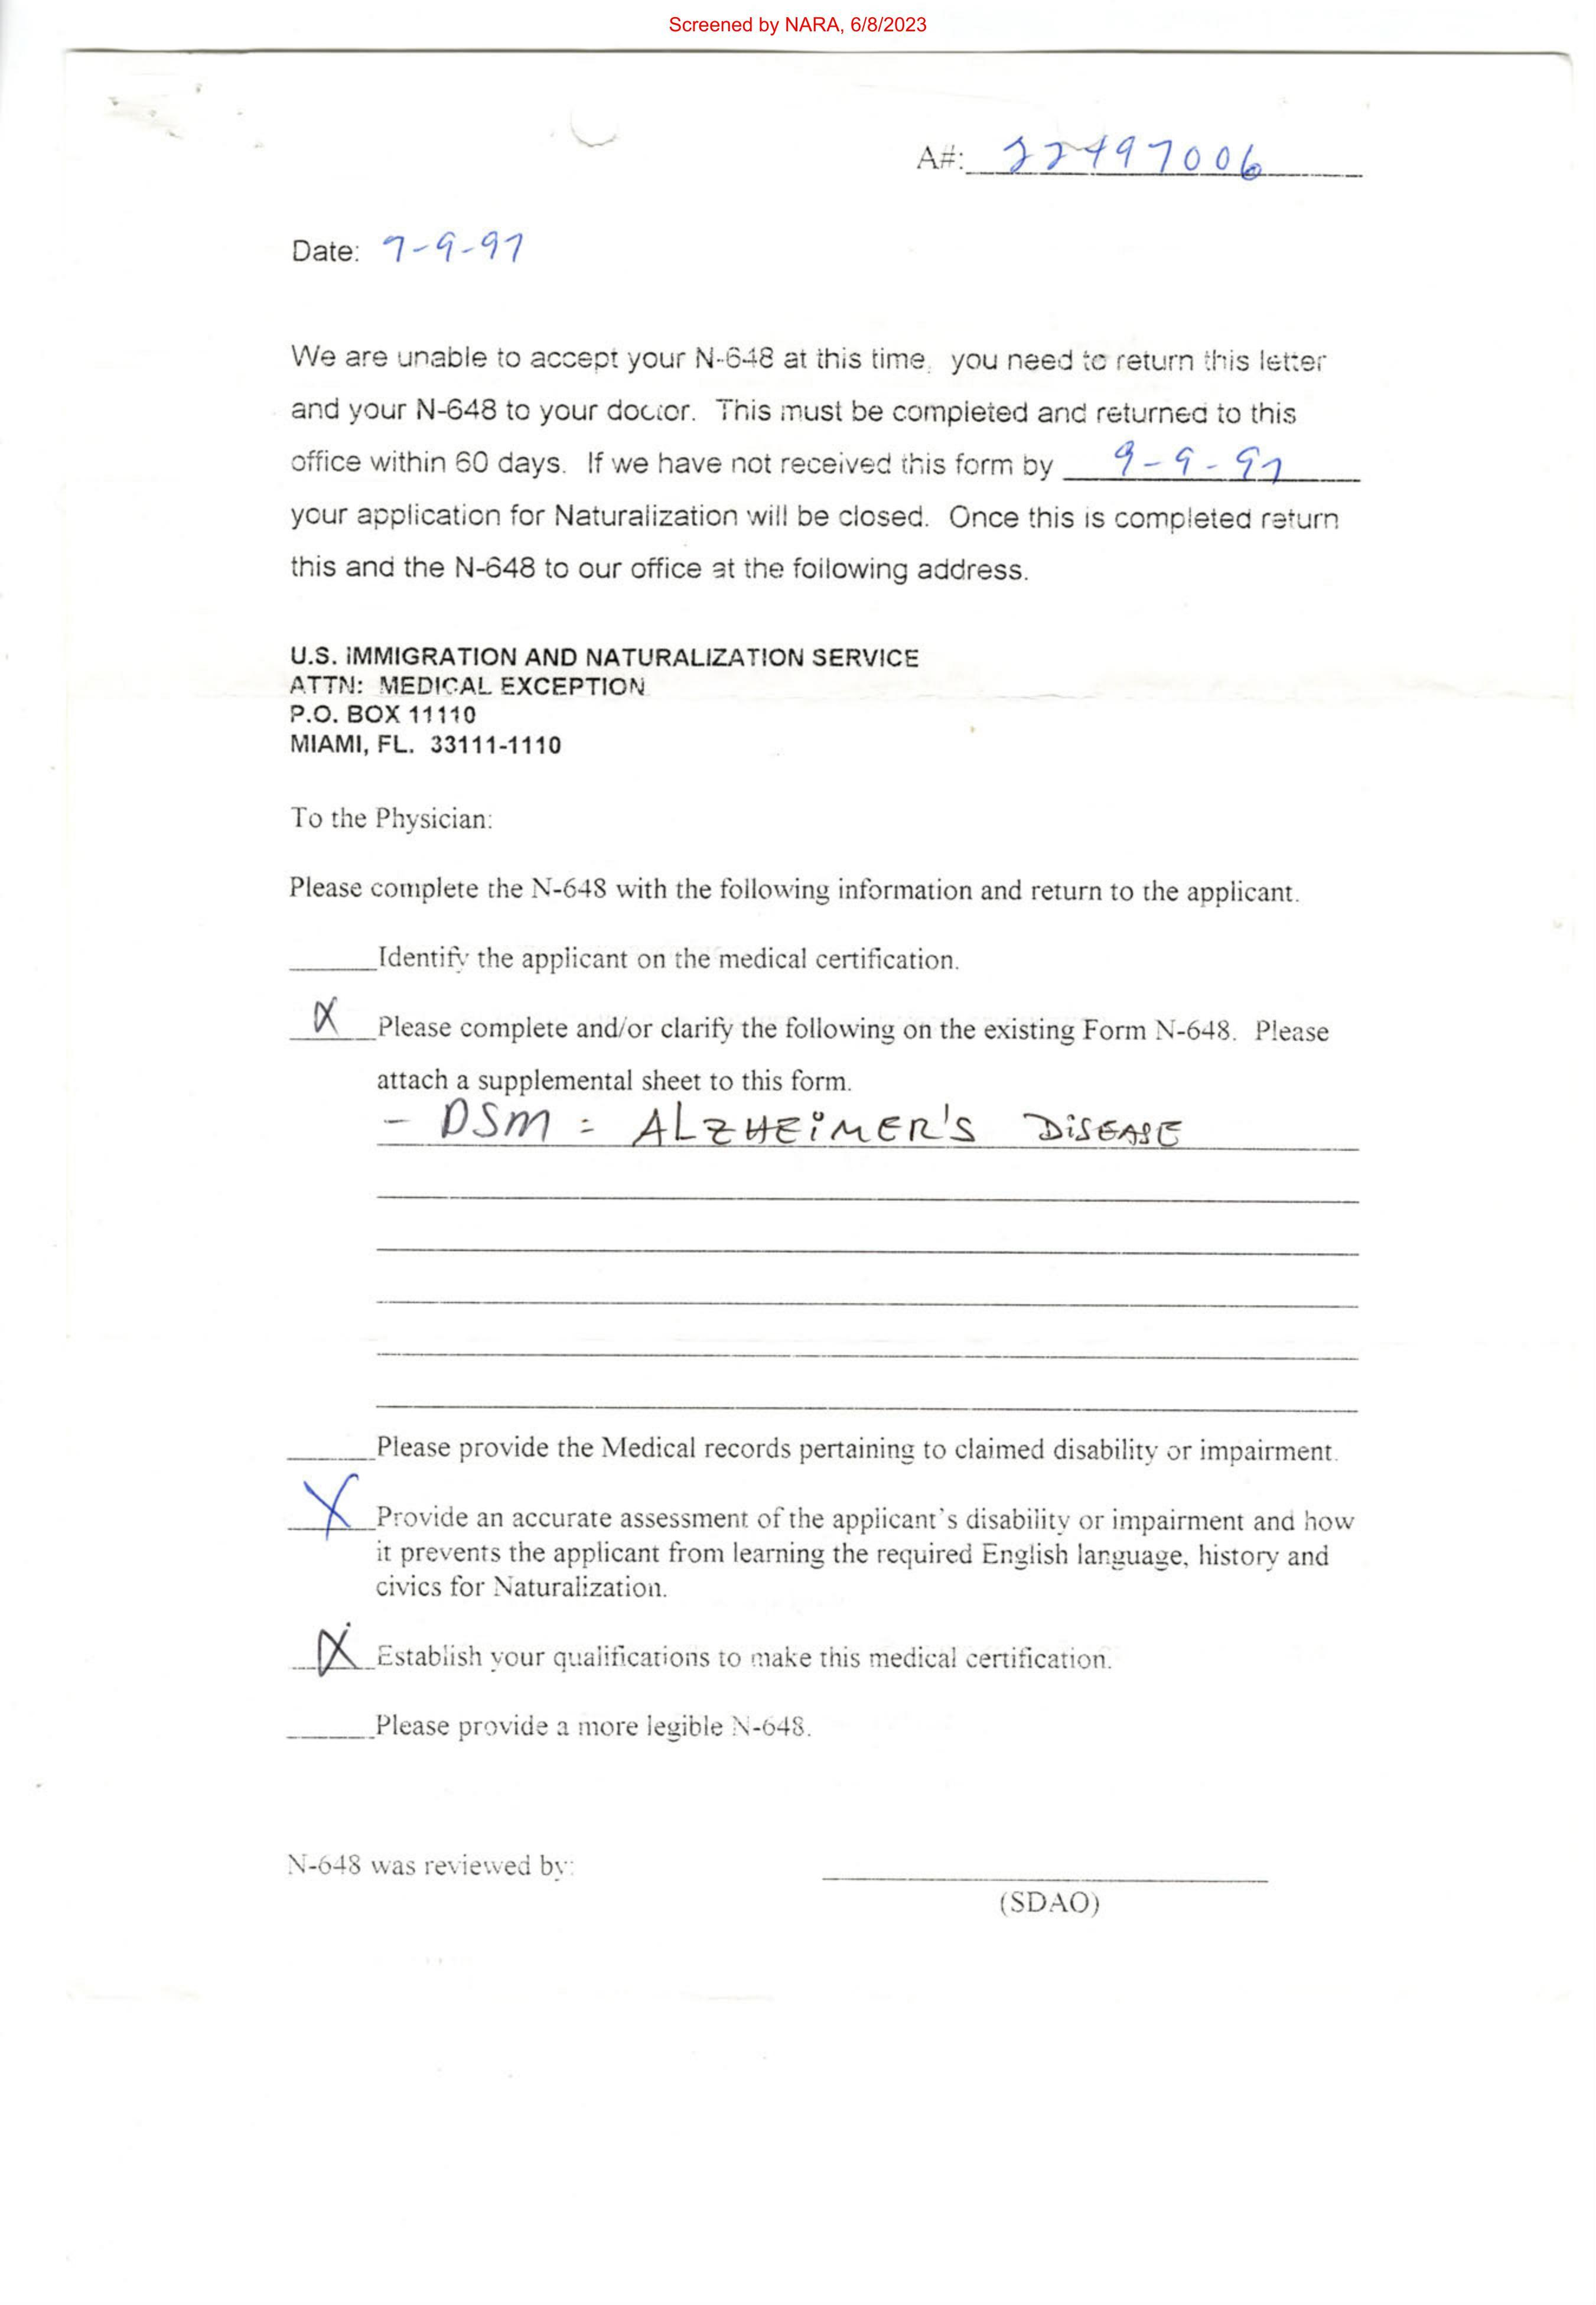 Screened by NARA, 6/8/2023
A#: 22497006
Date: 7-9-97
We are unable to accept your N-648 at this time, you need to return this letter
and your N-648 to your doctor. This must be completed and returned to this
office within 60 days. If we have not received this form by 9-9-97
your application for Naturalization will be closed. Once this is completed return
this and the N-648 to our office at the following address.
U.S. IMMIGRATION AND NATURALIZATION SERVICE
ATTN: MEDICAL EXCEPTION
P.O. BOX 11110
MIAMI, FL. 33111-1110
To the Physician:
Please complete the N-648 with the following information and return to the applicant.
Identify the applicant on the medical certification.
X Please complete and/or clarify the following on the existing Form N-648. Please
attach a supplemental sheet to this form.
- DSM = ALZHEIMER'S DISEASE
Please provide the Medical records pertaining to claimed disability or impairment.
X Provide an accurate assessment of the applicant's disability or impairment and how
it prevents the applicant from learning the required English language, history and
civics for Naturalization.
X Establish your qualifications to make this medical certification.
Please provide a more legible N-648.
N-648 was reviewed by:
(SDAO)